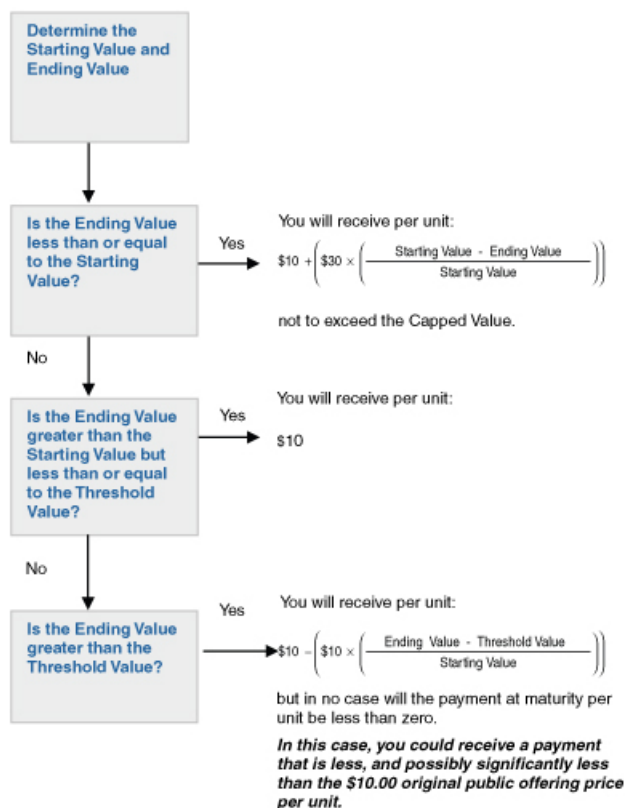 Determine the
Starting Value and
Ending Value
Is the Ending Value
less than or equal
to the Starting
Value?
Yes
You will receive per unit:
$10 + ( $30 × ( Starting Value - Ending Value
Starting Value ) )
not to exceed the Capped Value.
No
Is the Ending Value
greater than the
Starting Value but
less than or equal
to the Threshold
Value?
Yes
You will receive per unit:
$10
No
Is the Ending Value
greater than the
Threshold Value?
Yes
You will receive per unit:
$10 - ( $10 × ( Ending Value - Threshold Value
Starting Value ) )
but in no case will the payment at maturity per
unit be less than zero.
In this case, you could receive a payment
that is less, and possibly significantly less
than the $10.00 original public offering price
per unit.